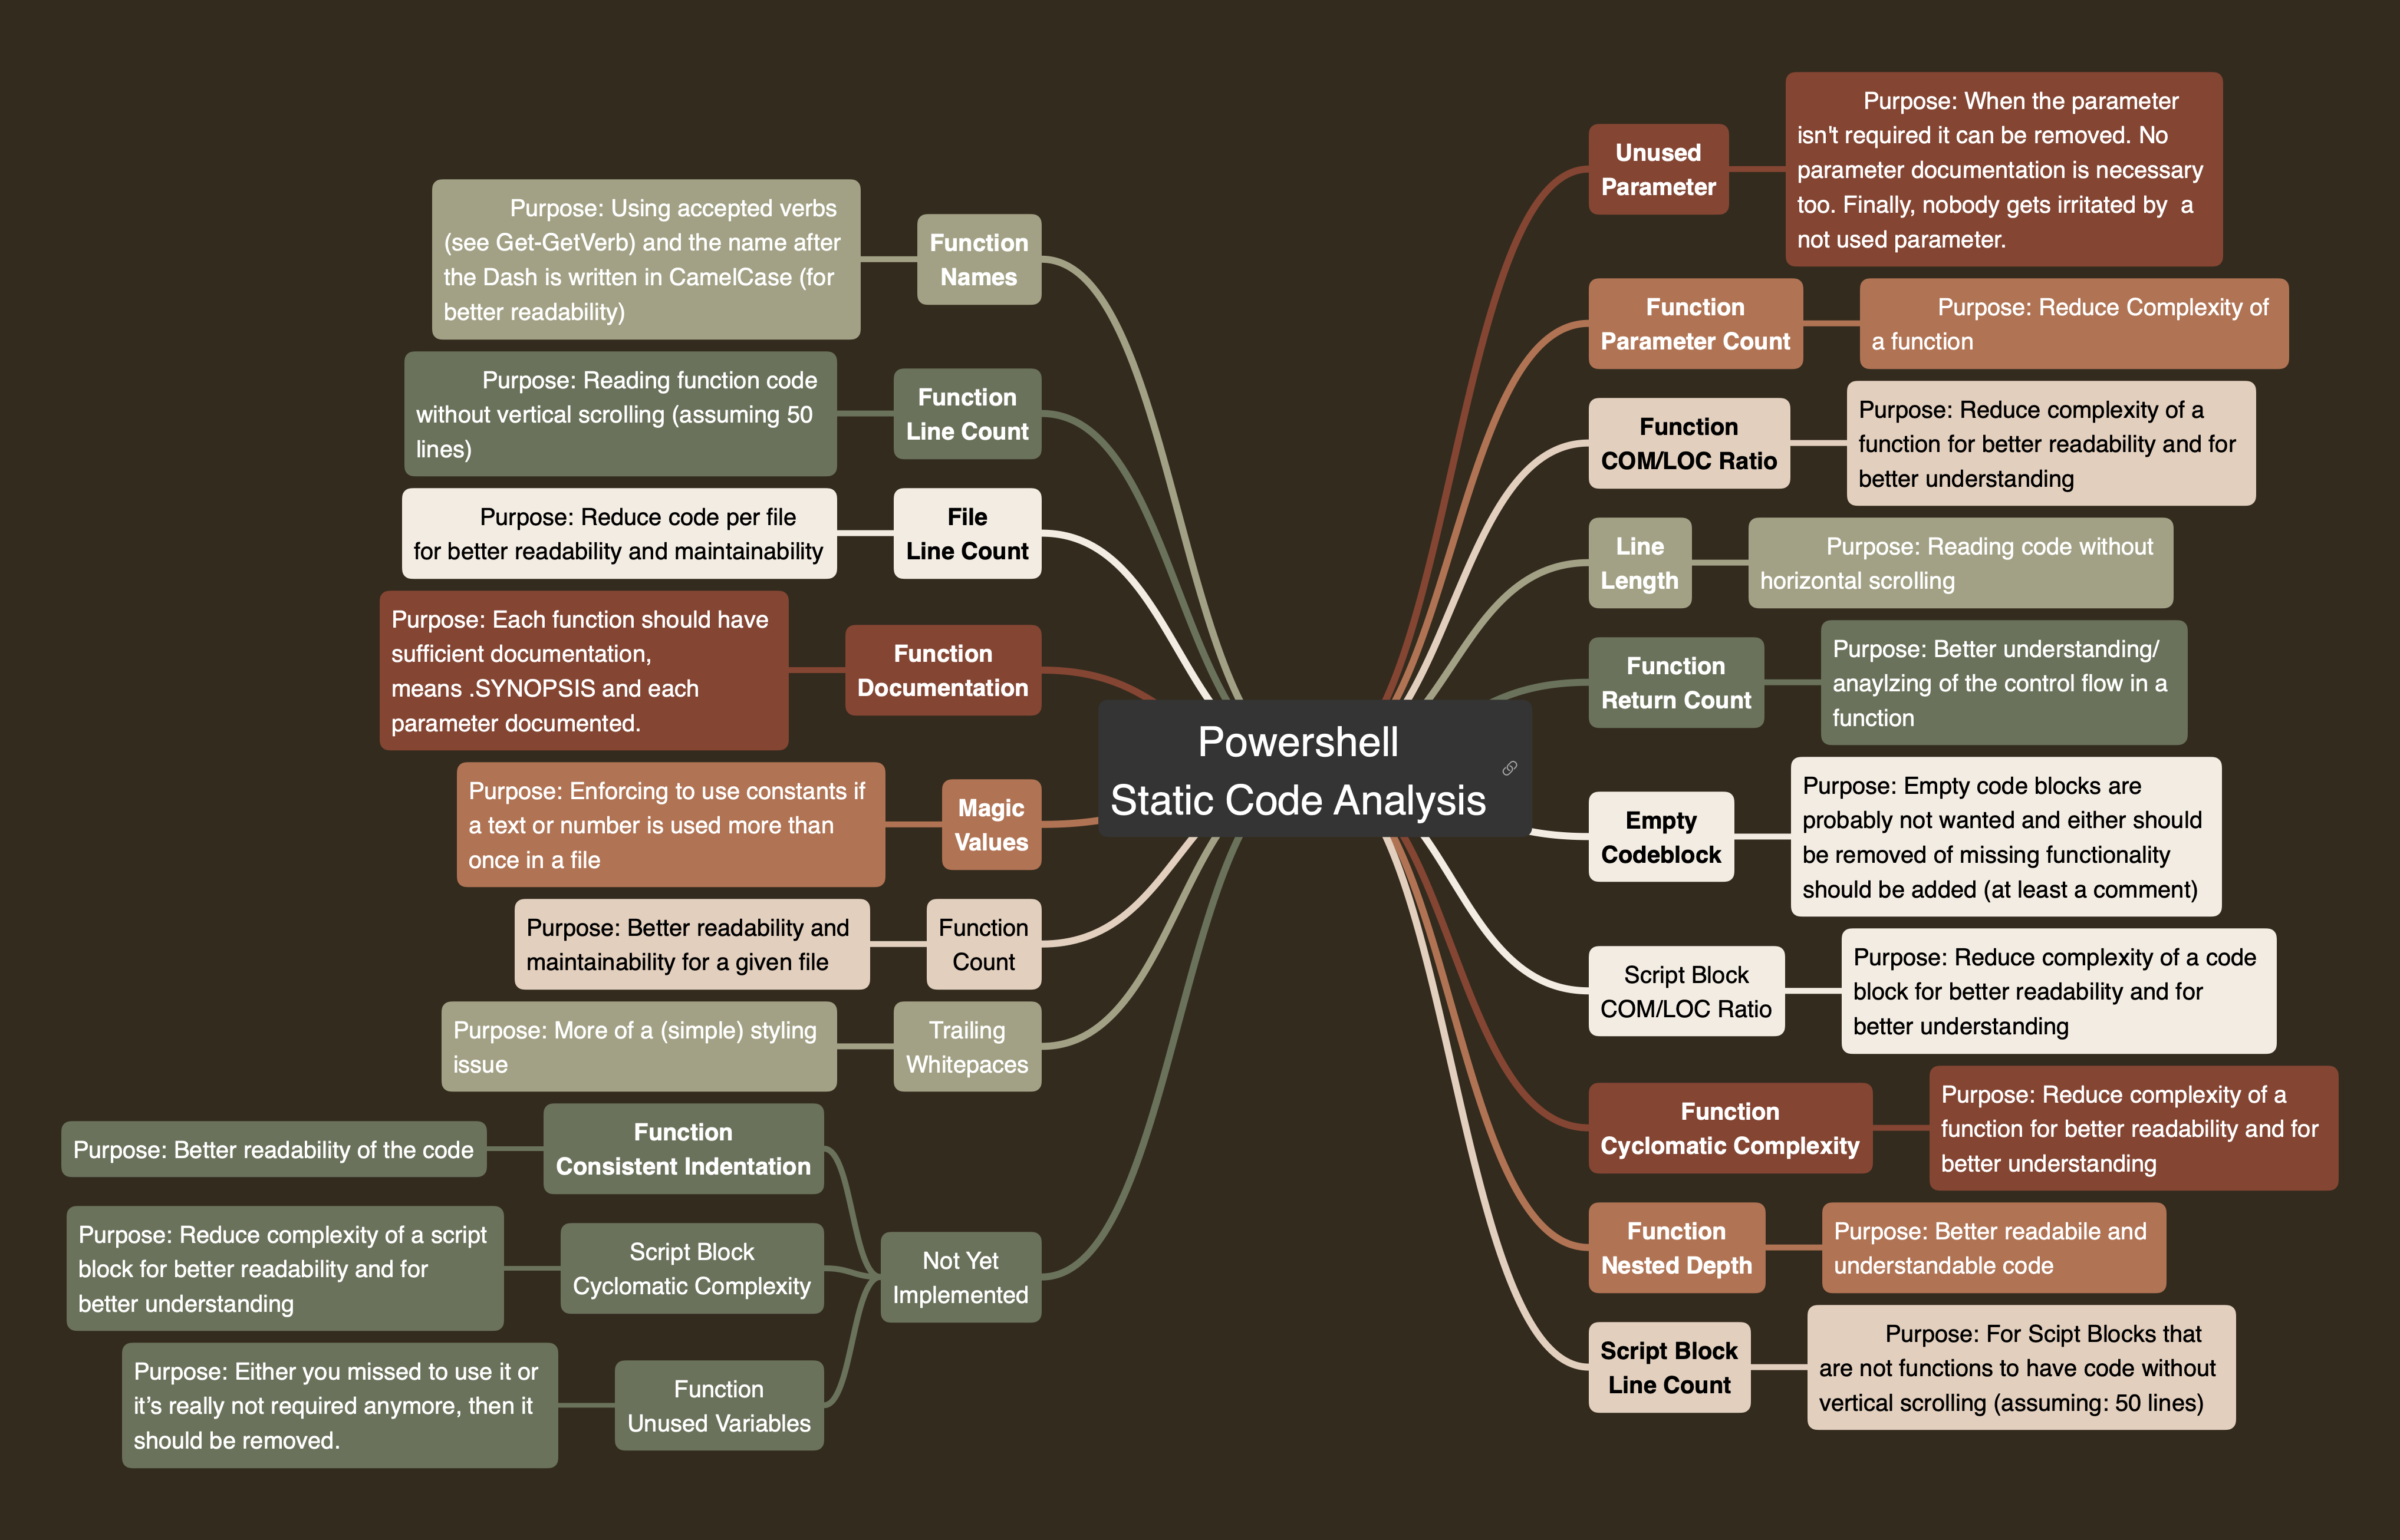 Powershell
Static Code Analysis
Unused
Parameter
Purpose: When the parameter
isn't required it can be removed. No
parameter documentation is necessary
too. Finally, nobody gets irritated by  a
not used parameter.
Function
Parameter Count
Purpose: Reduce Complexity of
a function
Function
COM/LOC Ratio
Purpose: Reduce complexity of a
function for better readability and for
better understanding
Line
Length
Purpose: Reading code without
horizontal scrolling
Function
Return Count
Purpose: Better understanding/
anaylzing of the control flow in a
function
Empty
Codeblock
Purpose: Empty code blocks are
probably not wanted and either should
be removed of missing functionality
should be added (at least a comment)
Script Block
COM/LOC Ratio
Purpose: Reduce complexity of a code
block for better readability and for
better understanding
Function
Cyclomatic Complexity
Purpose: Reduce complexity of a
function for better readability and for
better understanding
Function
Nested Depth
Purpose: Better readabile and
understandable code
Script Block
Line Count
Purpose: For Scipt Blocks that
are not functions to have code without
vertical scrolling (assuming: 50 lines)
Function
Names
Purpose: Using accepted verbs
(see Get-GetVerb) and the name after
the Dash is written in CamelCase (for
better readability)
Function
Line Count
Purpose: Reading function code
without vertical scrolling (assuming 50
lines)
File
Line Count
Purpose: Reduce code per file
for better readability and maintainability
Function
Documentation
Purpose: Each function should have
sufficient documentation,
means .SYNOPSIS and each
parameter documented.
Magic
Values
Purpose: Enforcing to use constants if
a text or number is used more than
once in a file
Function
Count
Purpose: Better readability and
maintainability for a given file
Trailing
Whitepaces
Purpose: More of a (simple) styling
issue
Not Yet
Implemented
Function
Consistent Indentation
Purpose: Better readability of the code
Script Block
Cyclomatic Complexity
Purpose: Reduce complexity of a script
block for better readability and for
better understanding
Function
Unused Variables
Purpose: Either you missed to use it or
it’s really not required anymore, then it
should be removed.